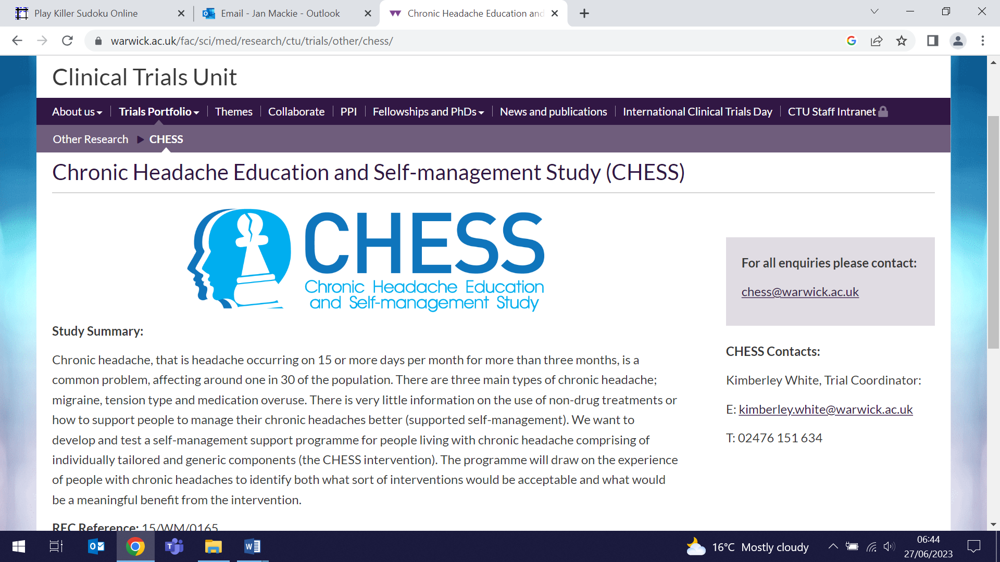 Play Killer Sudoku Online
Email - Jan Mackie - Outlook
Chronic Headache Education and
warwick.ac.uk/fac/sci/med/research/ctu/trials/other/chess/
Clinical Trials Unit
About us
Trials Portfolio
Themes
Collaborate
PPI
Fellowships and PhDs
News and publications
International Clinical Trials Day
CTU Staff Intranet
Other Research
CHESS
Chronic Headache Education and Self-management Study (CHESS)
CHESS
Chronic Headache Education
and Self-management Study
Study Summary:
Chronic headache, that is headache occurring on 15 or more days per month for more than three months, is a
common problem, affecting around one in 30 of the population. There are three main types of chronic headache;
migraine, tension type and medication overuse. There is very little information on the use of non-drug treatments or
how to support people to manage their chronic headaches better (supported self-management). We want to
develop and test a self-management support programme for people living with chronic headache comprising of
individually tailored and generic components (the CHESS intervention). The programme will draw on the experience
of people with chronic headaches to identify both what sort of interventions would be acceptable and what would
be a meaningful benefit from the intervention.
REC Reference: 15/WM/0165
For all enquiries please contact:
chess@warwick.ac.uk
CHESS Contacts:
Kimberley White, Trial Coordinator:
E: kimberley.white@warwick.ac.uk
T: 02476 151 634
16°C Mostly cloudy
06:44
27/06/2023